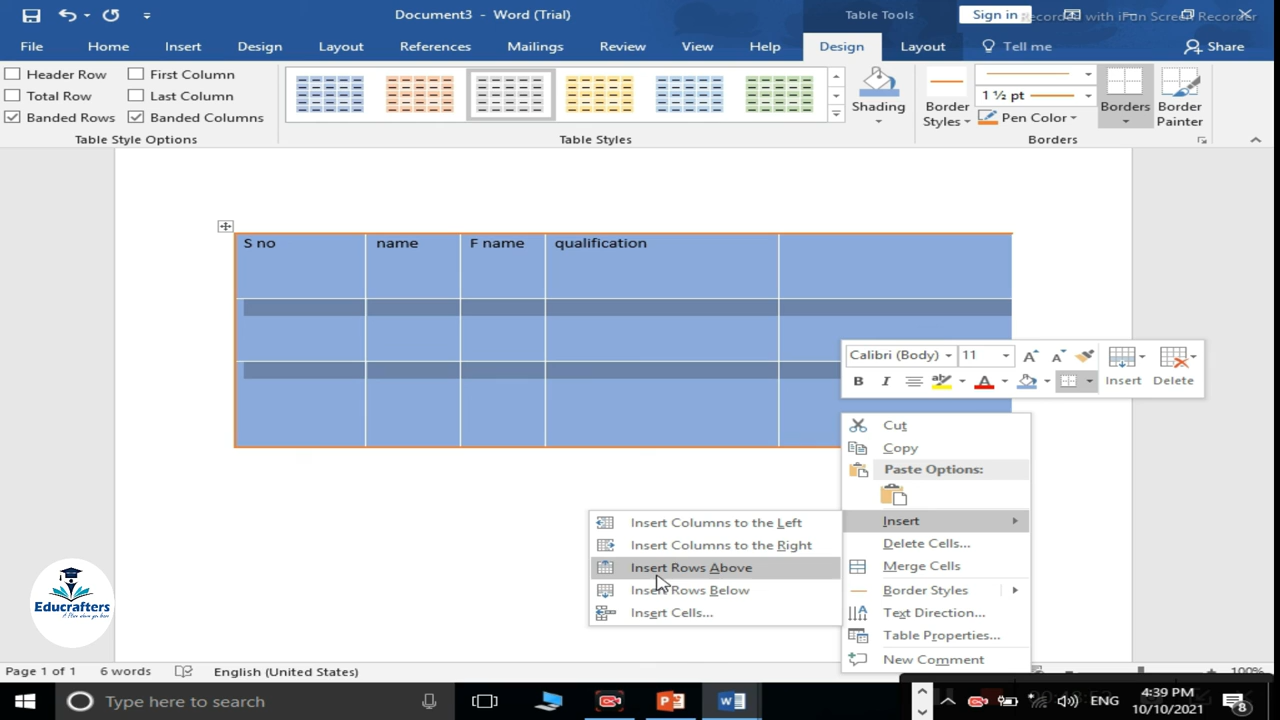 Document3 - Word (Trial)
Table Tools
Sign in
Recorded with iFun Screen Recorder
File Home Insert Design Layout References Mailings Review View Help Design Layout Tell me Share
Header Row First Column
Total Row Last Column
Banded Rows Banded Columns
Table Style Options
Table Styles
Shading
Border Styles
1 ½ pt
Pen Color
Borders
Border Painter
Borders
S no name F name qualification
Calibri (Body) 11
Insert Delete
B I A
Cut
Copy
Paste Options:
Insert
Delete Cells...
Merge Cells
Border Styles
Text Direction...
Table Properties...
New Comment
Insert Columns to the Left
Insert Columns to the Right
Insert Rows Above
Insert Rows Below
Insert Cells...
Educrafters
Page 1 of 1 6 words English (United States) 100%
Type here to search
ENG
4:39 PM
10/10/2021
8